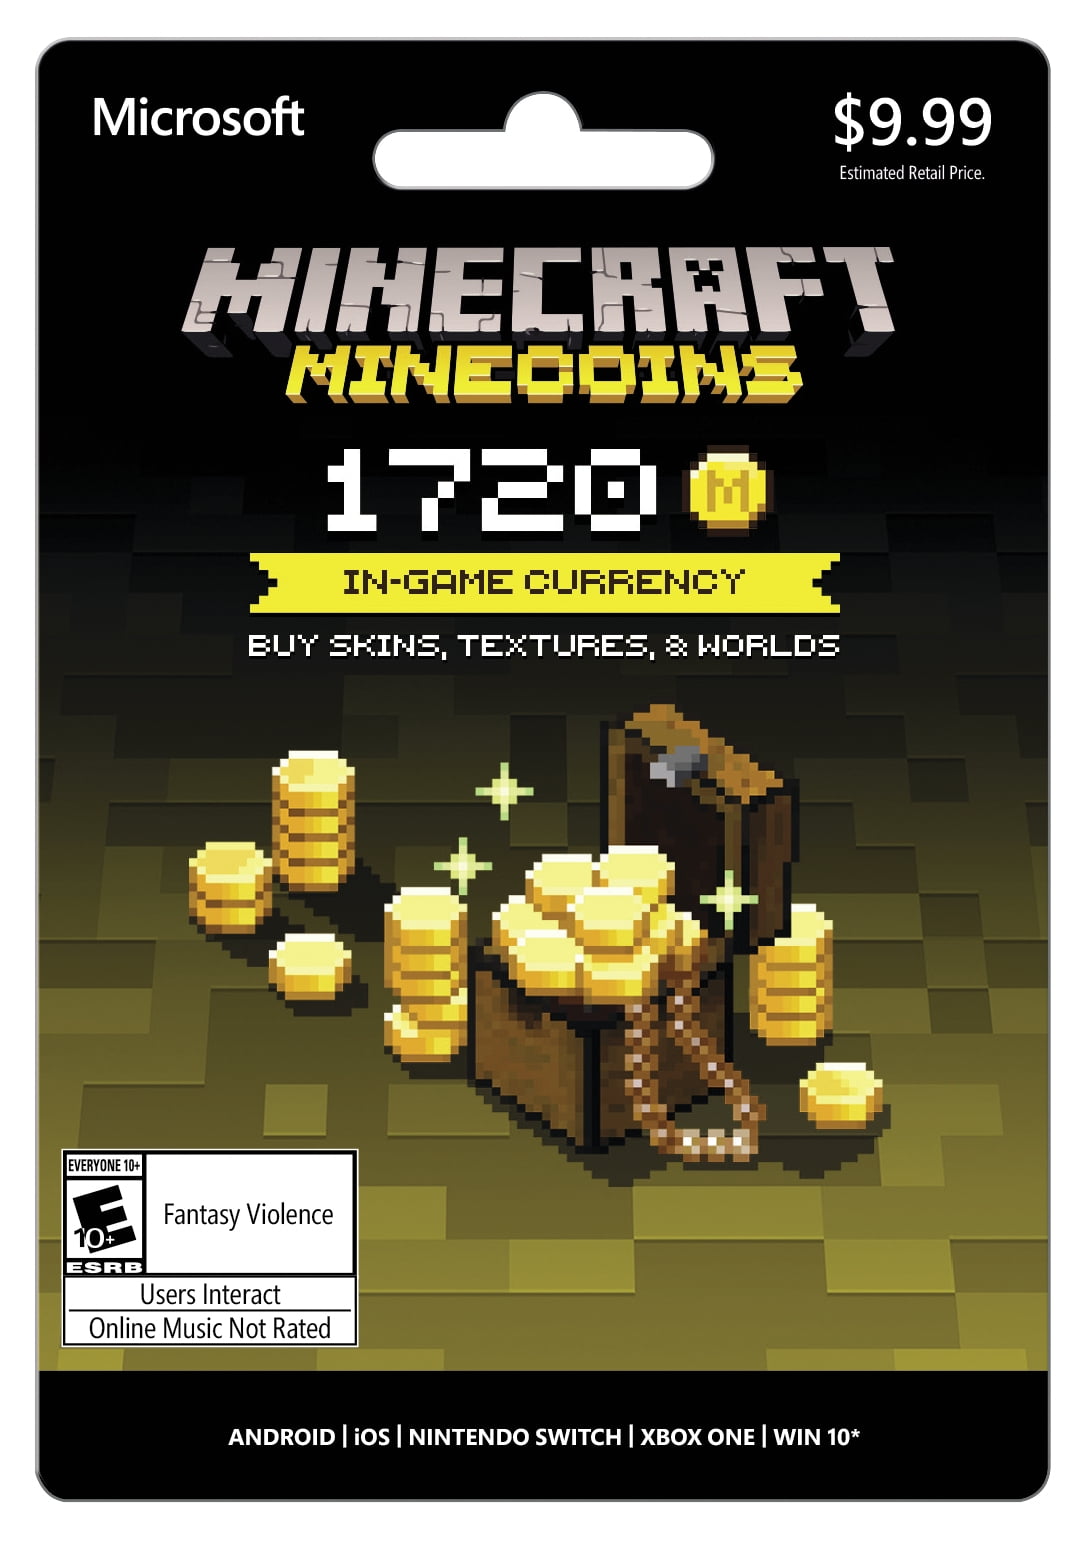 Microsoft
$9.99
Estimated Retail Price.
MINECRAFT
MINECOINS
1720 M
IN-GAME CURRENCY
BUY SKINS, TEXTURES, & WORLDS
EVERYONE 10+
E
10+
ESRB
Fantasy Violence
Users Interact
Online Music Not Rated
ANDROID | iOS | NINTENDO SWITCH | XBOX ONE | WIN 10*